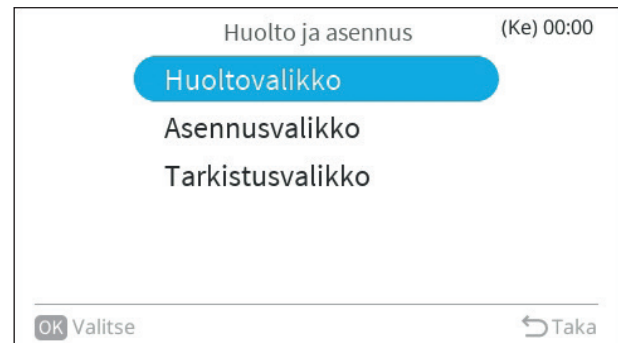 Huolto ja asennus (Ke) 00:00
Huoltovalikko
Asennusvalikko
Tarkistusvalikko
OK Valitse Taka